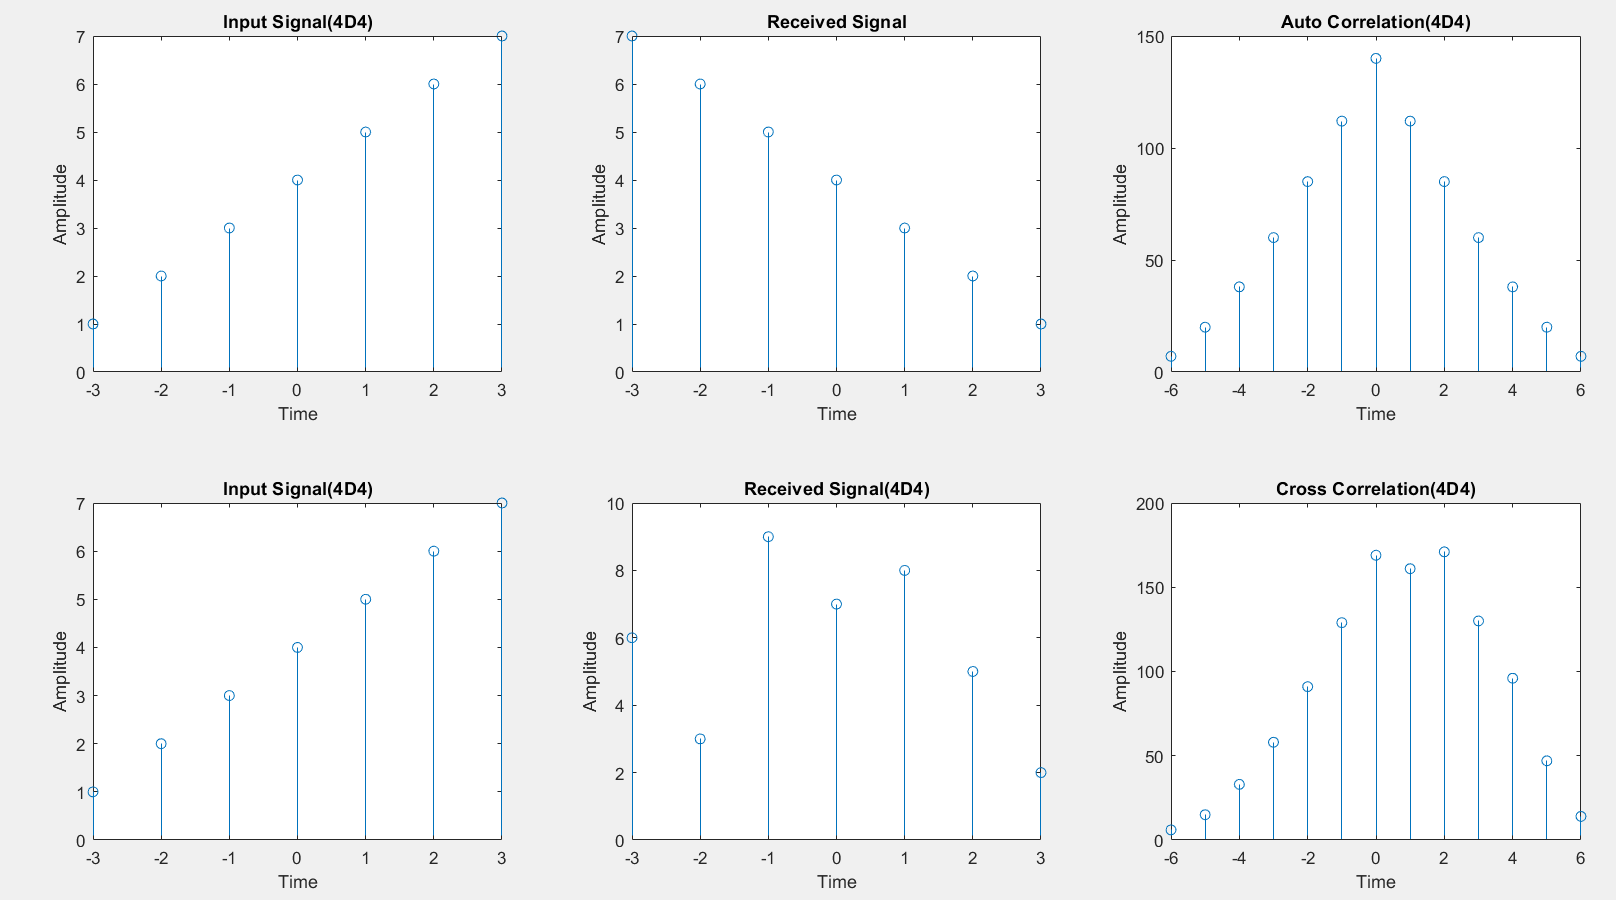 Input Signal(4D4)
7
6
5
4
3
2
1
0
Amplitude
-3 -2 -1 0 1 2 3
Time
Received Signal
7
6
5
4
3
2
1
0
Amplitude
-3 -2 -1 0 1 2 3
Time
Auto Correlation(4D4)
150
100
50
0
Amplitude
-6 -4 -2 0 2 4 6
Time
Input Signal(4D4)
7
6
5
4
3
2
1
0
Amplitude
-3 -2 -1 0 1 2 3
Time
Received Signal(4D4)
10
8
6
4
2
0
Amplitude
-3 -2 -1 0 1 2 3
Time
Cross Correlation(4D4)
200
150
100
50
0
Amplitude
-6 -4 -2 0 2 4 6
Time